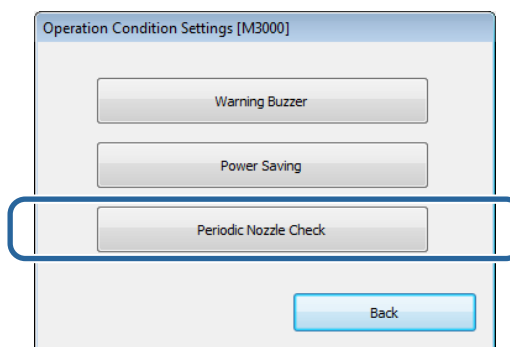 Operation Condition Settings [M3000]
Warning Buzzer
Power Saving
Periodic Nozzle Check
Back